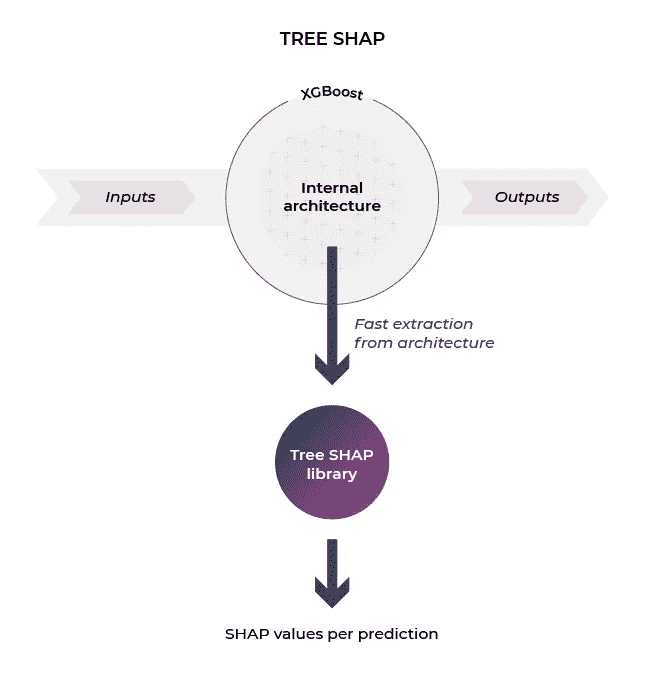 TREE SHAP
XGBoost
Inputs
Internal
architecture
Outputs
Fast extraction
from architecture
Tree SHAP
library
SHAP values per prediction